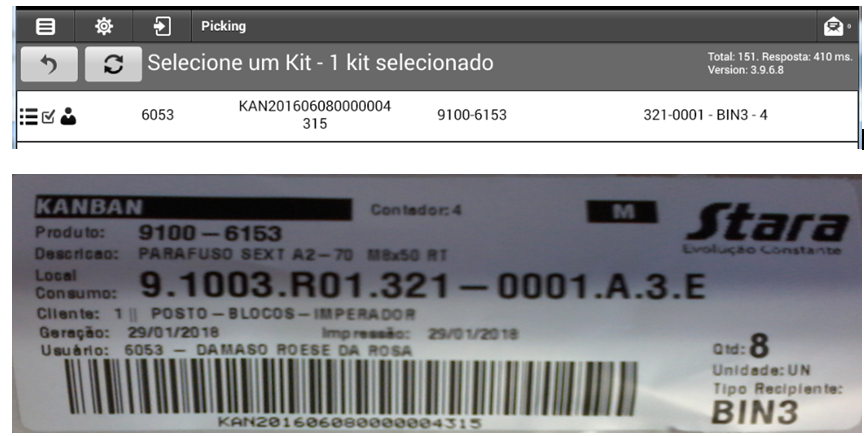 Picking
0
Selecione um Kit - 1 kit selecionado
Total: 151. Resposta: 410 ms.
Version: 3.9.6.8
6053
KAN201606080000004
315
9100-6153
321-0001 - BIN3 - 4
KANBAN
Contador: 4
M
Stara
Evolução Constante
Produto: 9100 - 6153
Descricao: PARAFUSO SEXT A2-70 M8x50 RT
Local
Consumo: 9.1003.R01.321 - 0001.A.3.E
Cliente: 1 || POSTO - BLOCOS - IMPERADOR
Geração: 29/01/2018 Impressão: 29/01/2018
Usuário: 6053 - DAMASO ROESE DA ROSA
Qtd: 8
Unidade: UN
Tipo Recipiente:
BIN3
KAN201606080000004315